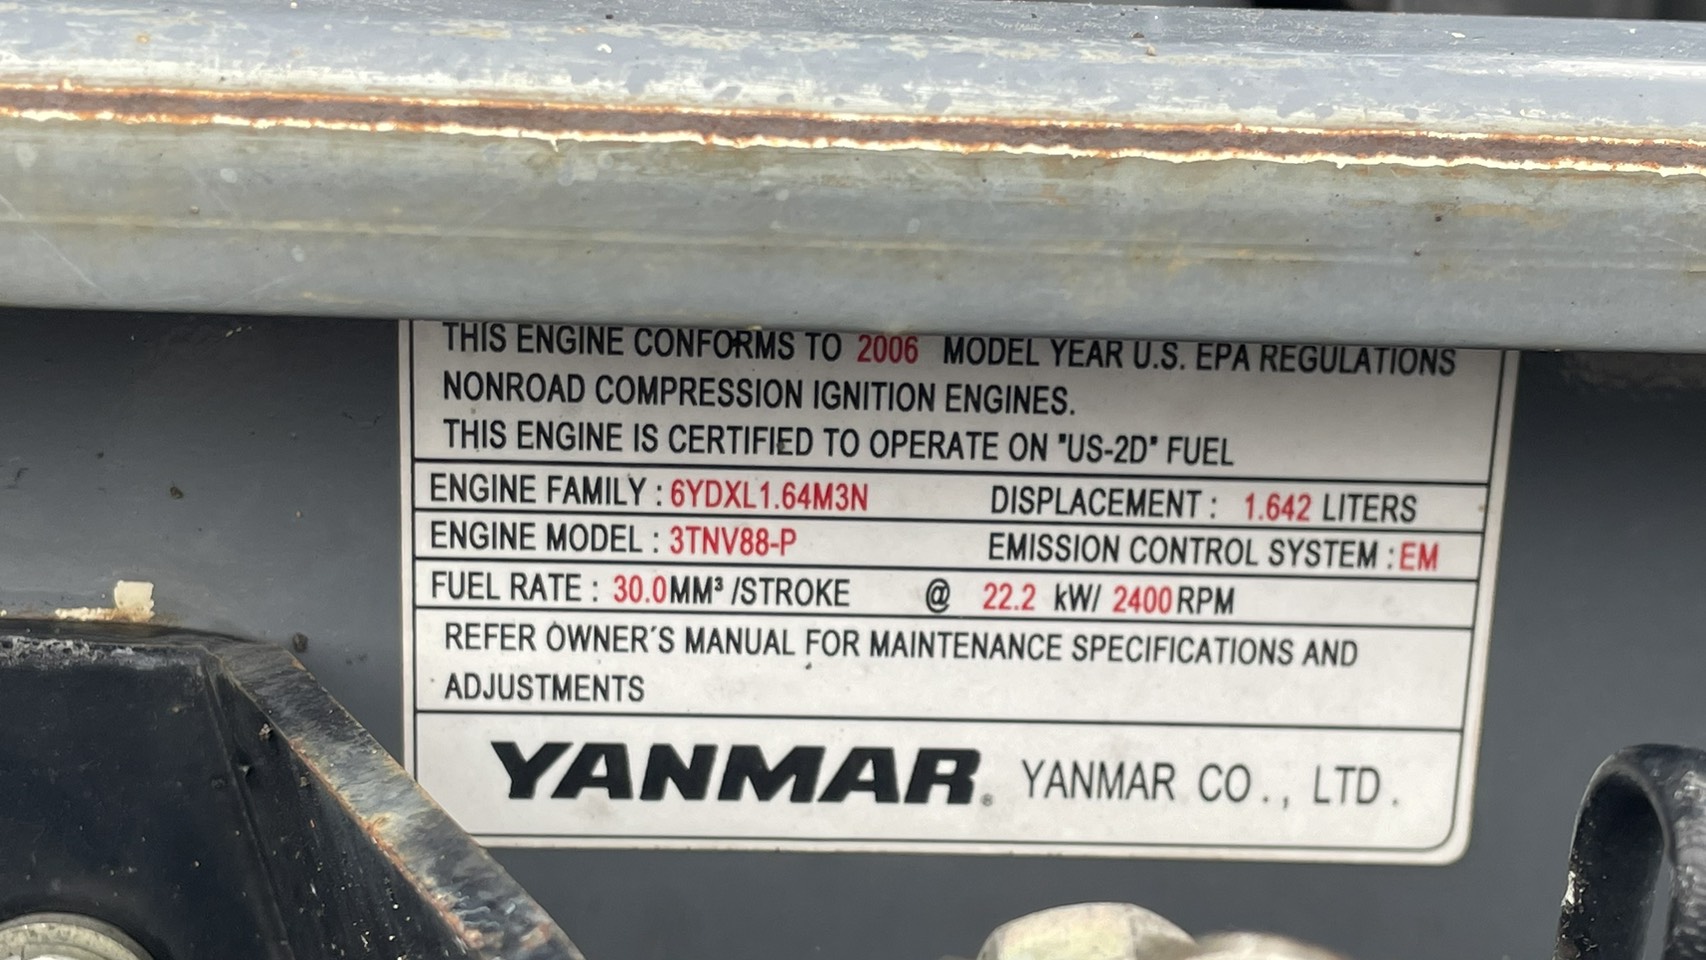 THIS ENGINE CONFORMS TO 2006 MODEL YEAR U.S. EPA REGULATIONS
NONROAD COMPRESSION IGNITION ENGINES.
THIS ENGINE IS CERTIFIED TO OPERATE ON "US-2D" FUEL
ENGINE FAMILY : 6YDXL1.64M3N DISPLACEMENT : 1.642 LITERS
ENGINE MODEL : 3TNV88-P EMISSION CONTROL SYSTEM : EM
FUEL RATE : 30.0MM³/STROKE @ 22.2 kW/ 2400RPM
REFER OWNER'S MANUAL FOR MAINTENANCE SPECIFICATIONS AND
ADJUSTMENTS
YANMAR® YANMAR CO., LTD.